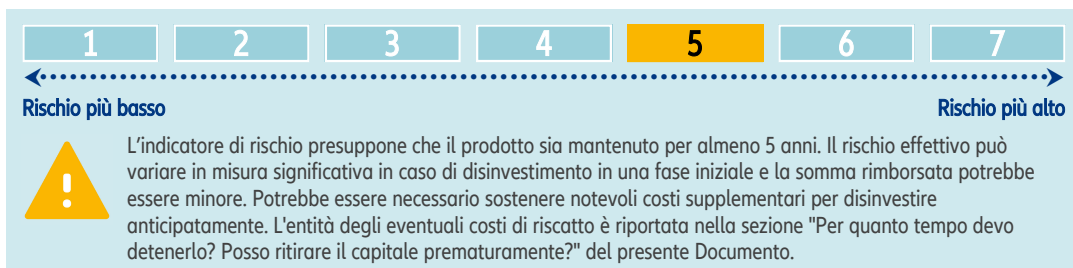 1 2 3 4 5 6 7
Rischio più basso Rischio più alto
L'indicatore di rischio presuppone che il prodotto sia mantenuto per almeno 5 anni. Il rischio effettivo può
variare in misura significativa in caso di disinvestimento in una fase iniziale e la somma rimborsata potrebbe
essere minore. Potrebbe essere necessario sostenere notevoli costi supplementari per disinvestire
anticipatamente. L'entità degli eventuali costi di riscatto è riportata nella sezione "Per quanto tempo devo
detenerlo? Posso ritirare il capitale prematuramente?" del presente Documento.